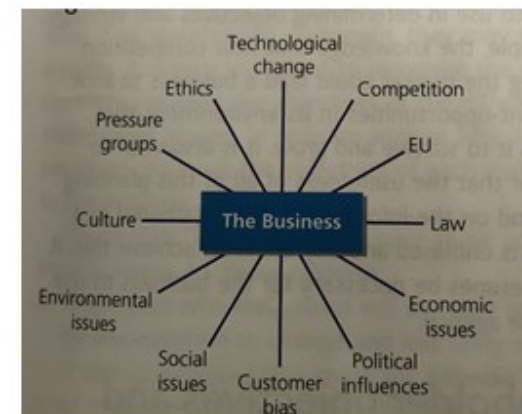 Technological
change
Ethics
Competition
Pressure
groups
EU
Culture
The Business
Law
Environmental
issues
Economic
issues
Social
issues
Customer
bias
Political
influences